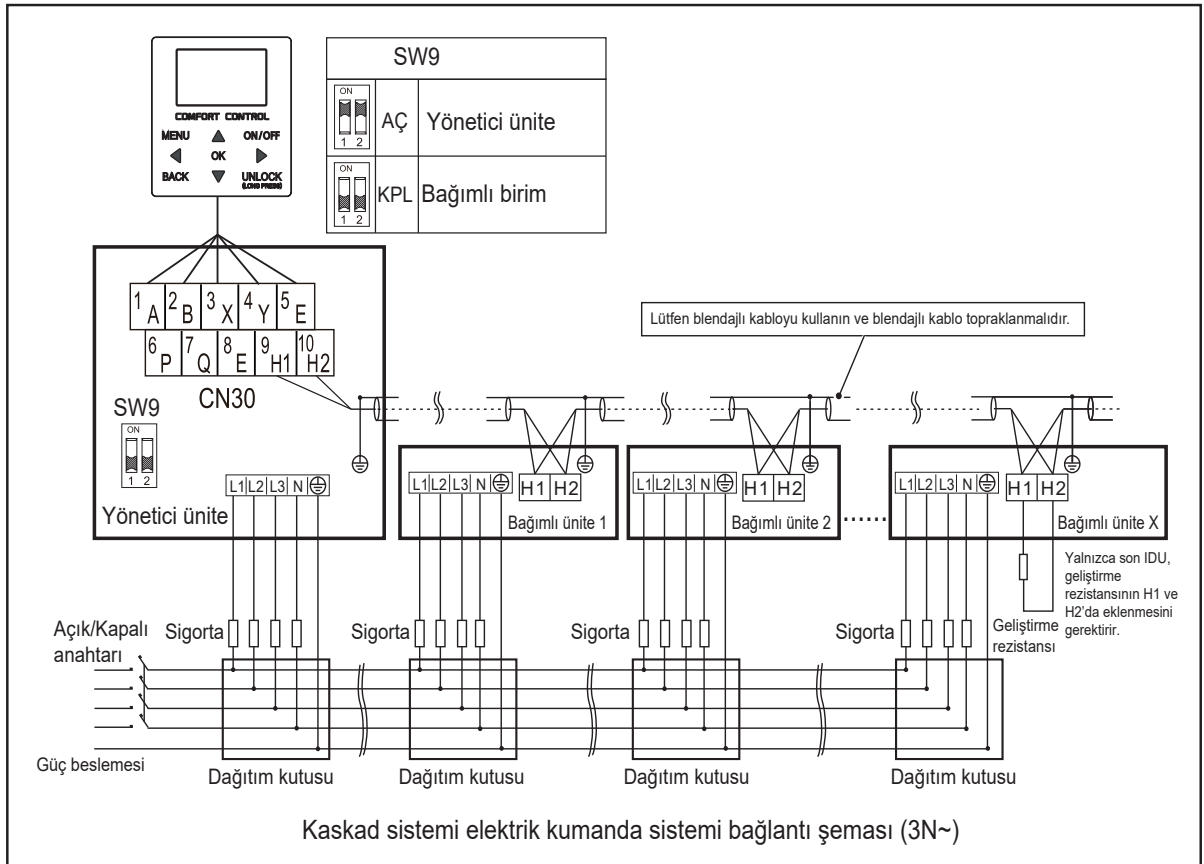 COMFORT CONTROL
MENU
ON/OFF
OK
BACK
UNLOCK
(LONG PRESS)
SW9
ON
1 2
AÇ
Yönetici ünite
ON
1 2
KPL
Bağımlı birim
1 A
2 B
3 X
4 Y
5 E
6 P
7 Q
8 E
9 H1
10 H2
CN30
Lütfen blendajlı kabloyu kullanın ve blendajlı kablo topraklanmalıdır.
SW9
ON
1 2
L1 L2 L3 N
Yönetici ünite
L1 L2 L3 N
H1 H2
Bağımlı ünite 1
L1 L2 L3 N
H1 H2
Bağımlı ünite 2
......
L1 L2 L3 N
H1 H2
Bağımlı ünite X
Yalnızca son IDU,
geliştirme
rezistansının H1 ve
H2'da eklenmesini
gerektirir.
Geliştirme
rezistansı
Açık/Kapalı
anahtarı
Sigorta
Sigorta
Sigorta
Sigorta
Güç beslemesi
Dağıtım kutusu
Dağıtım kutusu
Dağıtım kutusu
Dağıtım kutusu
Kaskad sistemi elektrik kumanda sistemi bağlantı şeması (3N~)